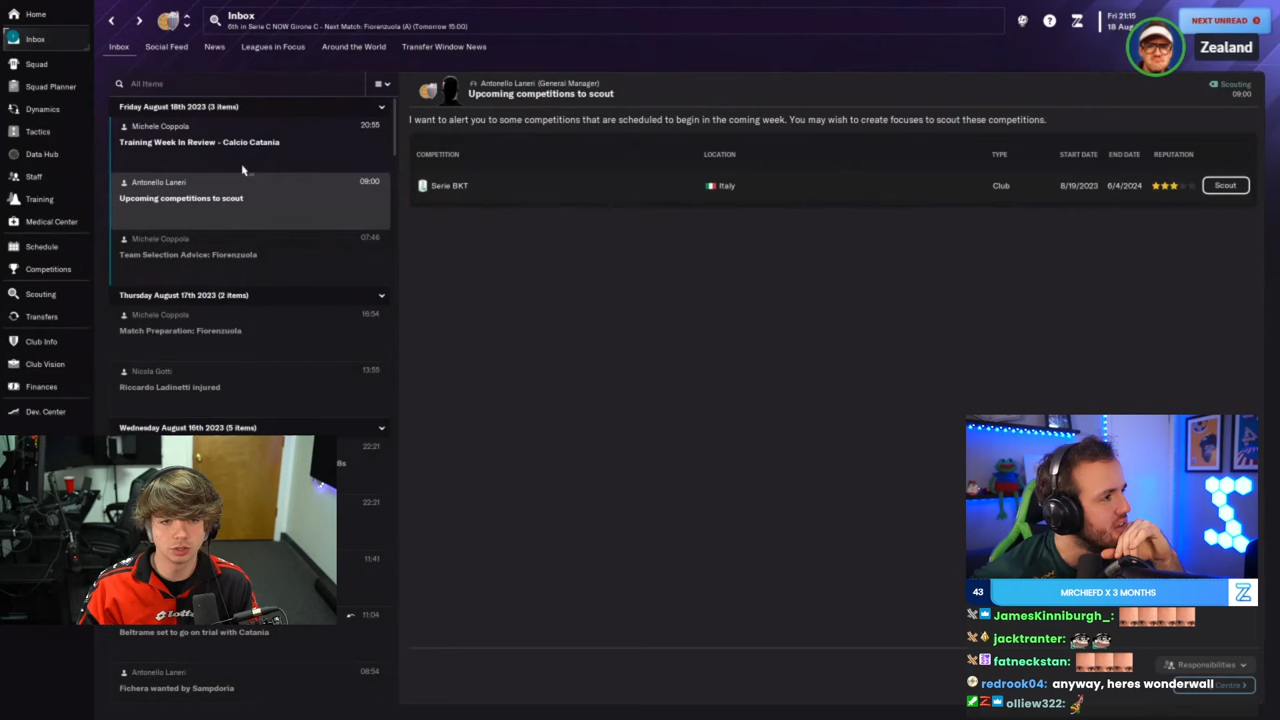 Home
Inbox
Squad
Squad Planner
Dynamics
Tactics
Data Hub
Staff
Training
Medical Center
Schedule
Competitions
Scouting
Transfers
Club Info
Club Vision
Finances
Dev. Center
Inbox
6th in Serie C NOW Girone C - Next Match: Fiorenzuola (A) (Tomorrow 15:00)
Fri 21:15
18 Aug
NEXT UNREAD
Zealand
Inbox
Social Feed
News
Leagues in Focus
Around the World
Transfer Window News
All Items
Friday August 18th 2023 (3 items)
Michele Coppola
20:55
Training Week In Review - Calcio Catania
Antonello Laneri
09:00
Upcoming competitions to scout
Michele Coppola
07:46
Team Selection Advice: Fiorenzuola
Thursday August 17th 2023 (2 items)
Michele Coppola
16:54
Match Preparation: Fiorenzuola
Nicola Gotti
13:55
Riccardo Ladinetti injured
Wednesday August 16th 2023 (5 items)
22:21
22:21
11:41
11:04
Beltrame set to go on trial with Catania
Antonello Laneri
08:54
Fichera wanted by Sampdoria
Antonello Laneri (General Manager)
Upcoming competitions to scout
Scouting
09:00
I want to alert you to some competitions that are scheduled to begin in the coming week. You may wish to create focuses to scout these competitions.
COMPETITION
LOCATION
TYPE
START DATE
END DATE
REPUTATION
Serie BKT
Italy
Club
8/19/2023
6/4/2024
Scout
43
MRCHIEFD X 3 MONTHS
JamesKinniburgh_:
jacktranter:
fatneckstan:
redrook04: anyway, heres wonderwall
olliew322:
Responsibilities
Centre